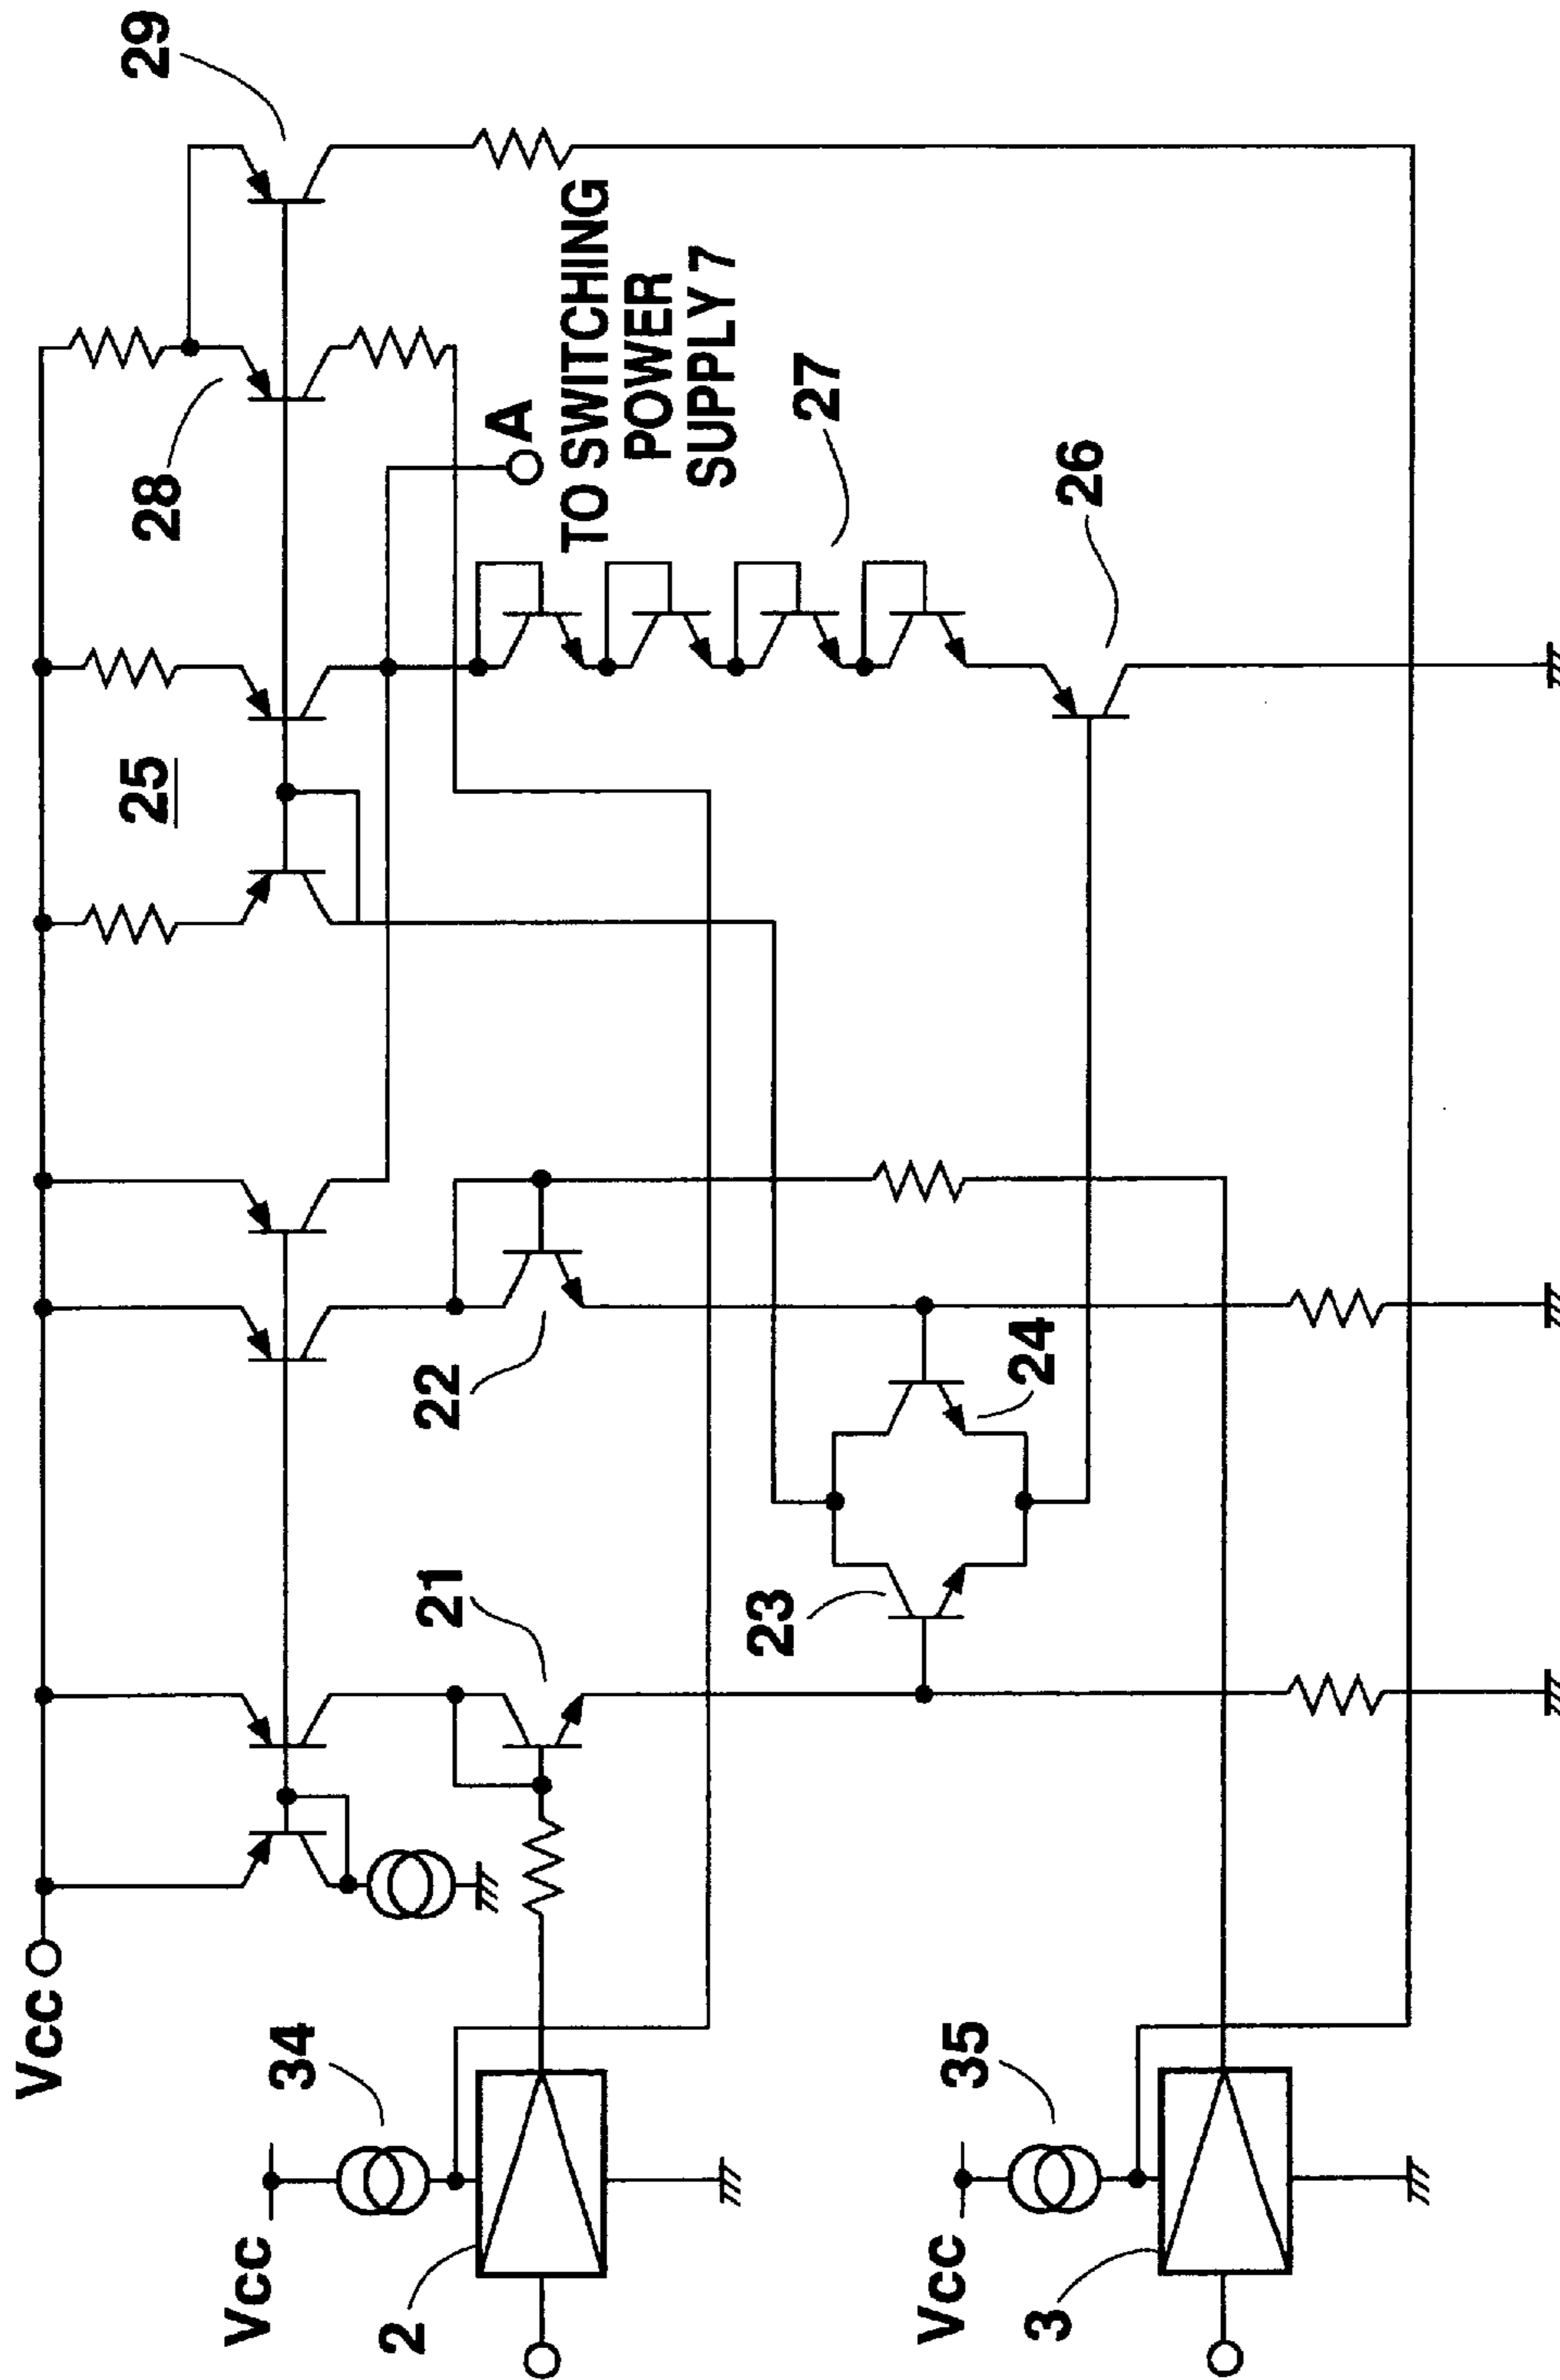 Vcc
25
28
29
A
TO SWITCHING
POWER
SUPPLY 7
21
22
27
34
Vcc
2
23
24
26
35
Vcc
3